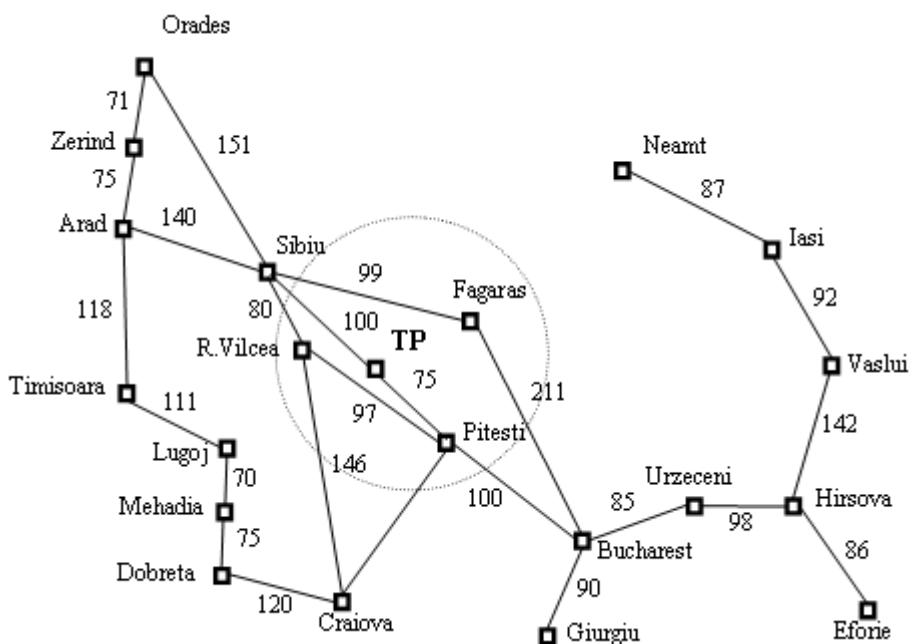 Orades
71
Zerind
151
Neamt
75
87
Arad
140
Iasi
Sibiu
99
Fagaras
118
80
100
92
TP
R.Vilcea
Vaslui
75
Timisoara
111
97
211
Pitesti
142
Lugoj
146
70
Urzeceni
100
Hirsova
Mehadia
85
98
75
Bucharest
86
Dobreta
90
120
Craiova
Giurgiu
Eforie